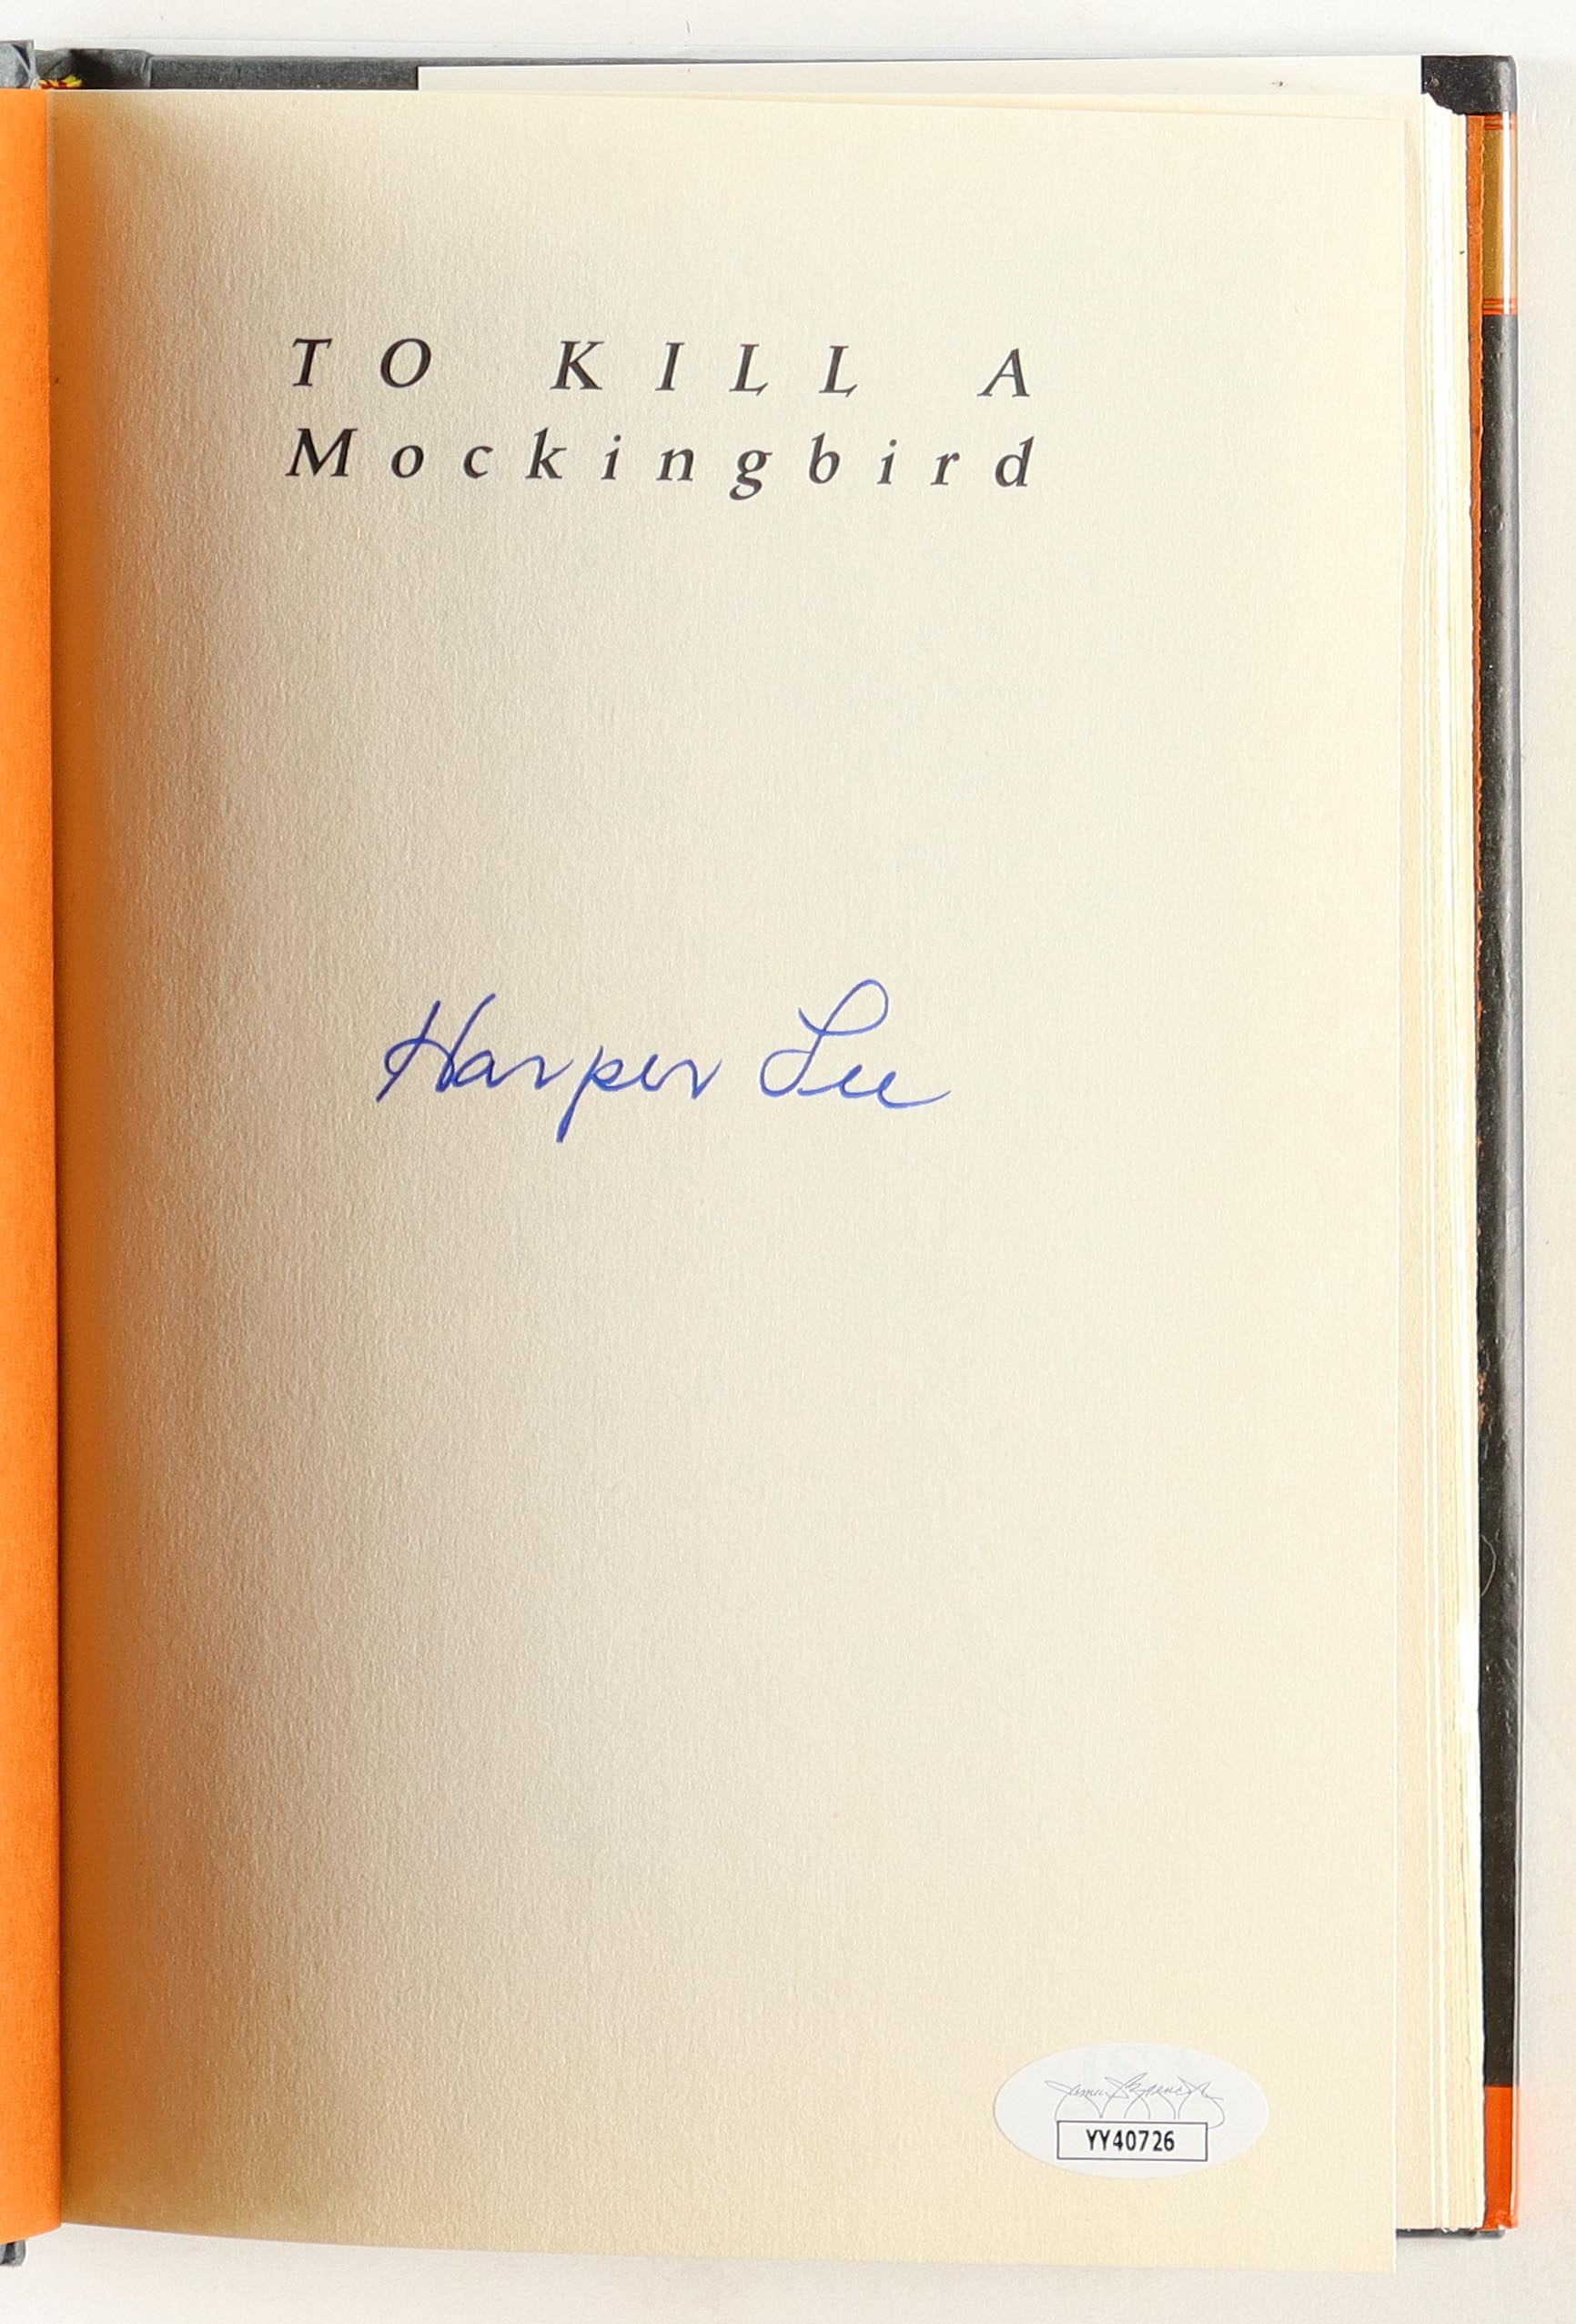 TO KILL A
Mockingbird
Harper Lee
YY40726